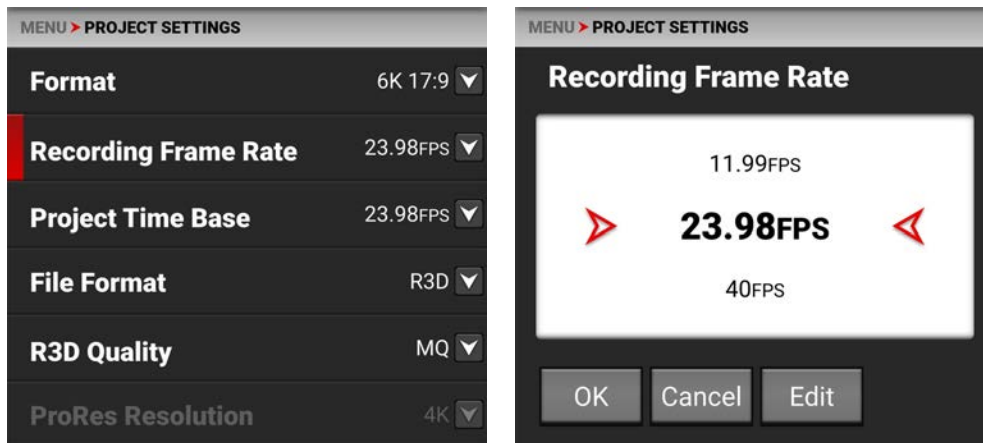 MENU > PROJECT SETTINGS
Format 6K 17:9
Recording Frame Rate 23.98FPS
Project Time Base 23.98FPS
File Format R3D
R3D Quality MQ
ProRes Resolution 4K
MENU > PROJECT SETTINGS
Recording Frame Rate
11.99FPS
23.98FPS
40FPS
OK Cancel Edit